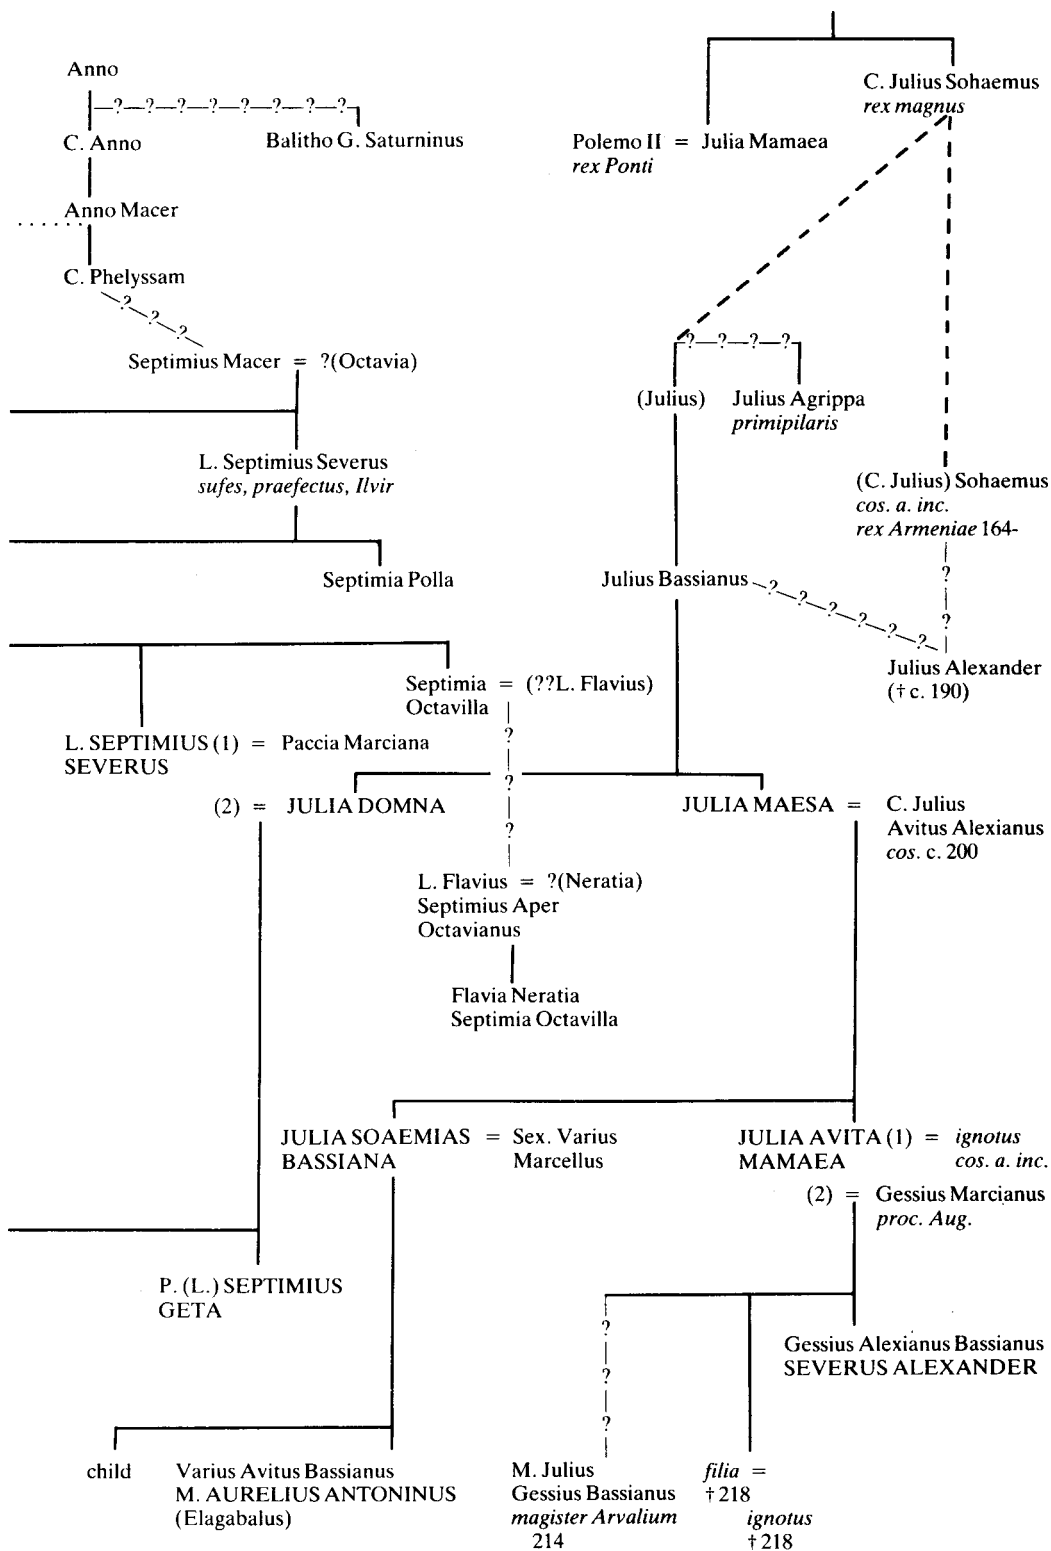 Anno
C. Julius Sohaemus
rex magnus
—?—?—?—?—?—?—?—?
C. Anno
Balitho G. Saturninus
Polemo II = Julia Mamaea
rex Ponti
Anno Macer
C. Phelyssam
? ? ?
Septimius Macer = ?(Octavia)
?—?—?—?
(Julius)
Julius Agrippa
primipilaris
L. Septimius Severus
sufes, praefectus, IIvir
(C. Julius) Sohaemus
cos. a. inc.
rex Armeniae 164-
Septimia Polla
Julius Bassianus
? ? ? ? ? ?
?
?
Julius Alexander
(† c. 190)
Septimia = (??L. Flavius)
Octavilla
?
?
?
L. SEPTIMIUS (1) = Paccia Marciana
SEVERUS
(2) = JULIA DOMNA
JULIA MAESA = C. Julius
Avitus Alexianus
cos. c. 200
L. Flavius = ?(Neratia)
Septimius Aper
Octavianus
Flavia Neratia
Septimia Octavilla
JULIA SOAEMIAS = Sex. Varius
BASSIANA Marcellus
JULIA AVITA (1) = ignotus
MAMAEA cos. a. inc.
(2) = Gessius Marcianus
proc. Aug.
P. (L.) SEPTIMIUS
GETA
?
?
?
Gessius Alexianus Bassianus
SEVERUS ALEXANDER
child
Varius Avitus Bassianus
M. AURELIUS ANTONINUS
(Elagabalus)
M. Julius
Gessius Bassianus
magister Arvalium
214
filia =
† 218
ignotus
† 218